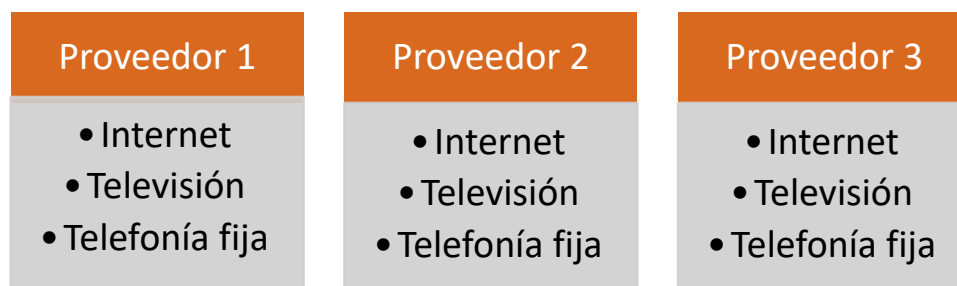 Proveedor 1
• Internet
• Televisión
• Telefonía fija
Proveedor 2
• Internet
• Televisión
• Telefonía fija
Proveedor 3
• Internet
• Televisión
• Telefonía fija